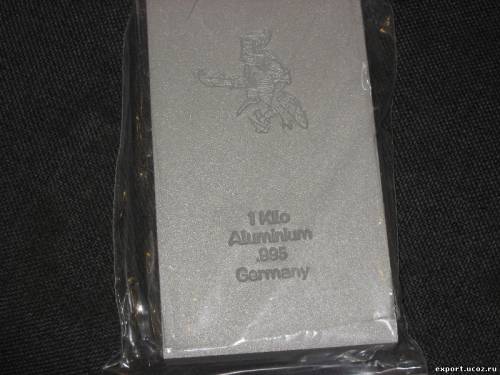 1 Kilo
Aluminium
.995
Germany
export.ucoz.ru